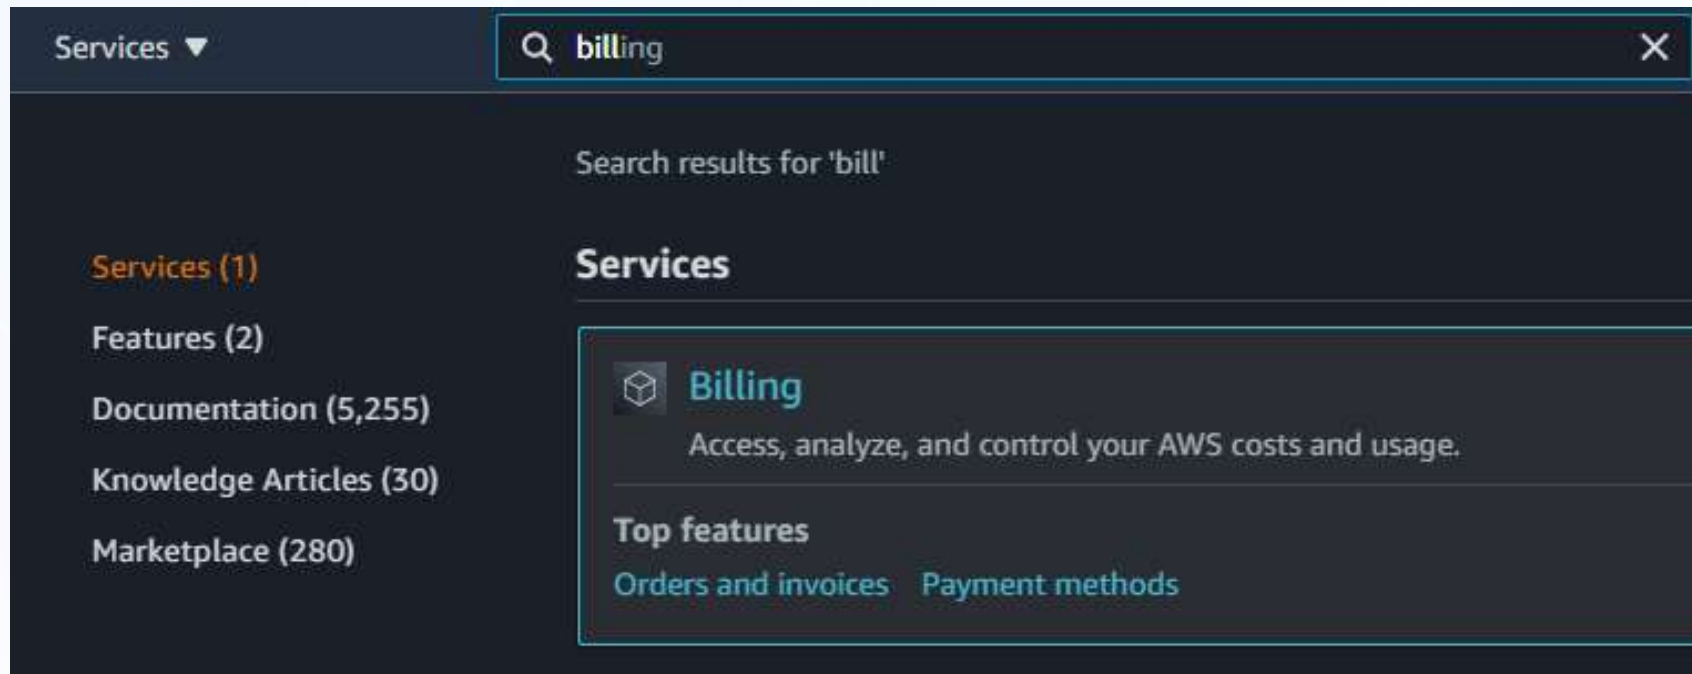 Services ▼
billing
Search results for 'bill'
Services (1)
Features (2)
Documentation (5,255)
Knowledge Articles (30)
Marketplace (280)
Services
Billing
Access, analyze, and control your AWS costs and usage.
Top features
Orders and invoices Payment methods